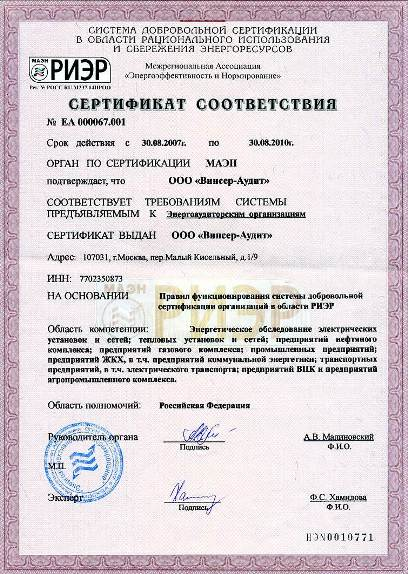 СИСТЕМА ДОБРОВОЛЬНОЙ СЕРТИФИКАЦИИ
В ОБЛАСТИ РАЦИОНАЛЬНОГО ИСПОЛЬЗОВАНИЯ
И СБЕРЕЖЕНИЯ ЭНЕРГОРЕСУРСОВ
МАЭН
РИЭР
Межрегиональная Ассоциация
«Энергоэффективность и Нормирование»
СЕРТИФИКАТ СООТВЕТСТВИЯ
№ ЕА 000067.001
Срок действия с 30.08.2007г. по 30.08.2010г.
ОРГАН ПО СЕРТИФИКАЦИИ МАЭН
подтверждает, что ООО «Винсер-Аудит»
СООТВЕТСТВУЕТ ТРЕБОВАНИЯМ СИСТЕМЫ
ПРЕДЪЯВЛЯЕМЫМ К Энергоаудиторским организациям
СЕРТИФИКАТ ВЫДАН ООО «Винсер-Аудит»
Адрес: 107031, г.Москва, пер.Малый Кисельный, д.1/9
ИНН: 7702350873
МАЭН
РИЭР
НА ОСНОВАНИИ Правил функционирования системы добровольной
сертификации организаций в области РИЭР
Область компетенции: Энергетическое обследование электрических
установок и сетей; тепловых установок и сетей; предприятий нефтяного
комплекса; предприятий газового комплекса; промышленных предприятий;
предприятий ЖКХ, в т.ч. предприятий коммунальной энергетики; транспортных
предприятий, в т.ч. электрического транспорта; предприятий ВПК и предприятий
агропромышленного комплекса.
Область полномочий: Российская Федерация
Руководитель органа А.В. Малиновский
Подпись Ф.И.О.
М.П.
Эксперт Ф.С. Хамидова
Подпись Ф.И.О.
НЭN0010771